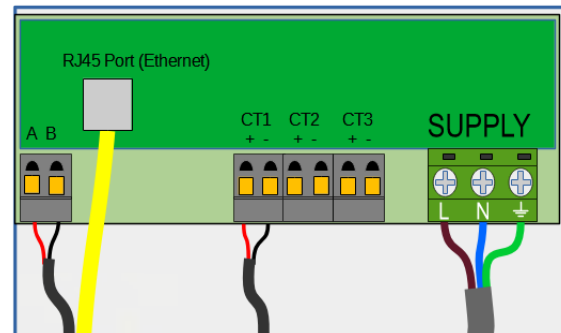 RJ45 Port (Ethernet)
CT1 CT2 CT3
+ - + - + -
A B
SUPPLY
L N